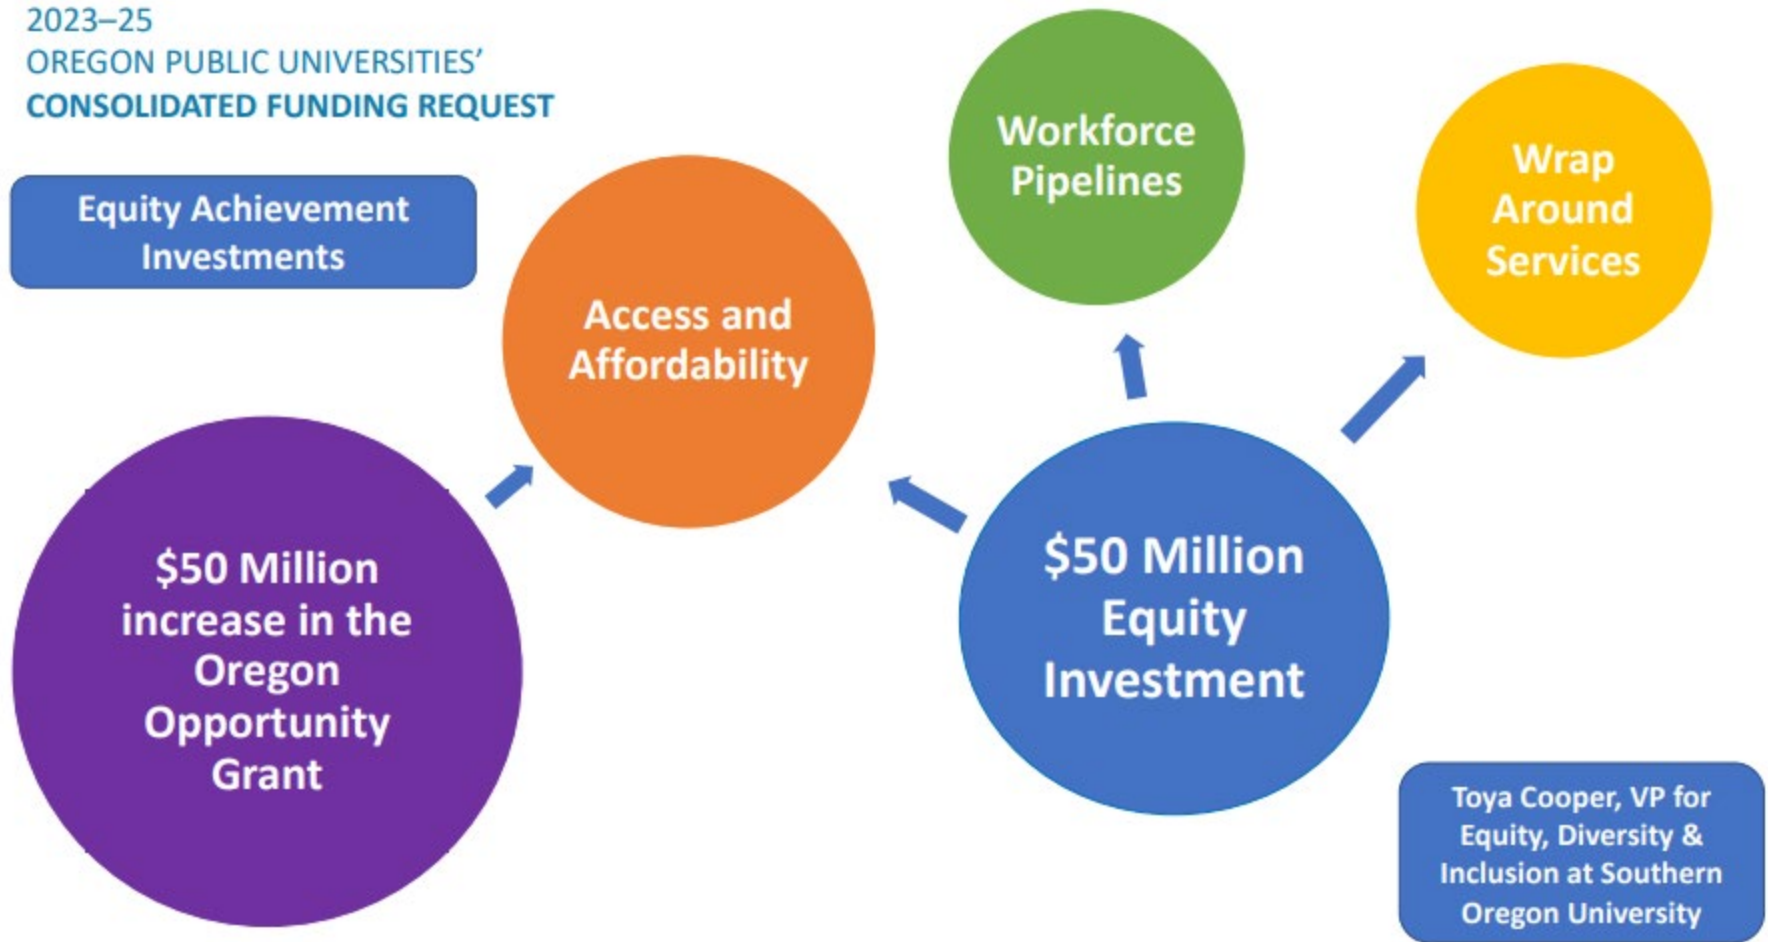 2023–25
OREGON PUBLIC UNIVERSITIES’
CONSOLIDATED FUNDING REQUEST
Equity Achievement
Investments
Access and
Affordability
Workforce
Pipelines
Wrap
Around
Services
$50 Million
increase in the
Oregon
Opportunity
Grant
$50 Million
Equity
Investment
Toya Cooper, VP for
Equity, Diversity &
Inclusion at Southern
Oregon University